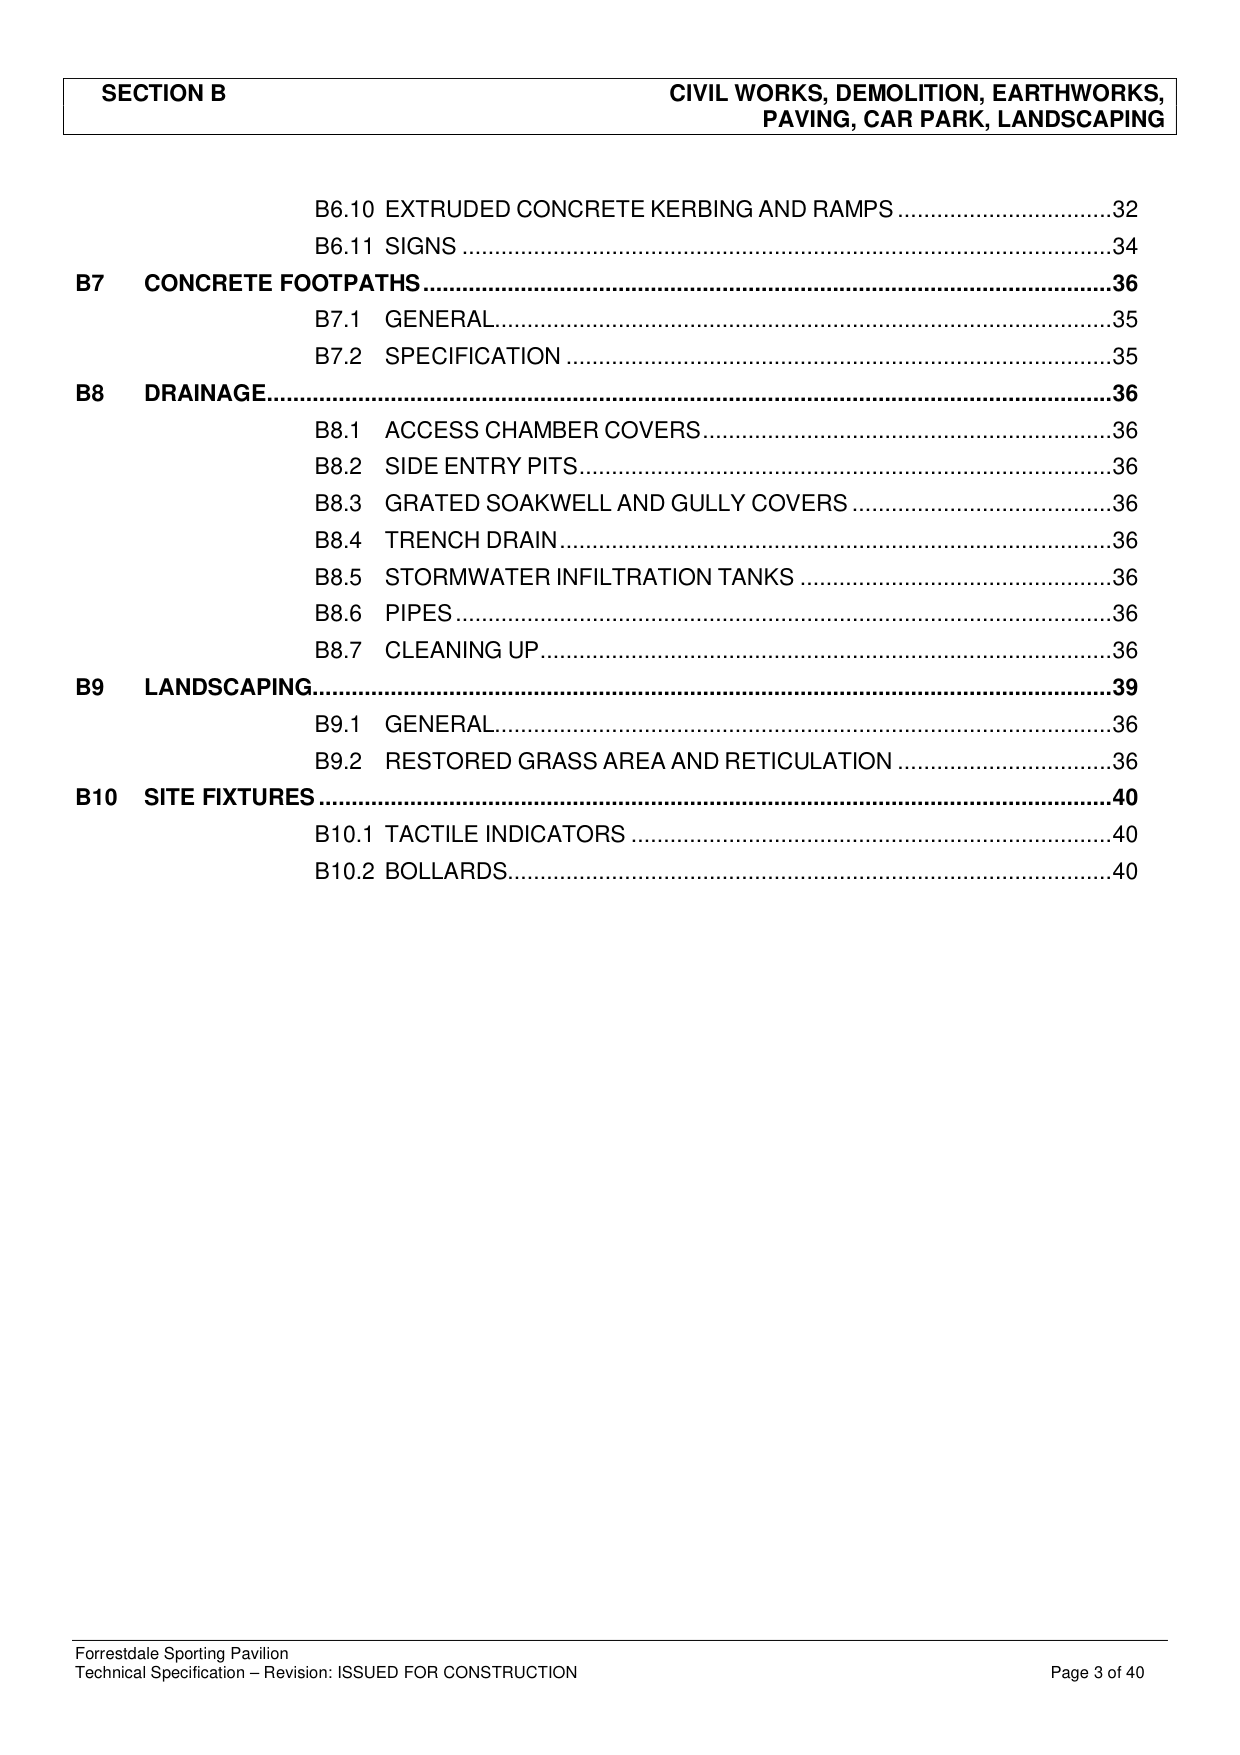 SECTION B CIVIL WORKS, DEMOLITION, EARTHWORKS,
PAVING, CAR PARK, LANDSCAPING
B6.10 EXTRUDED CONCRETE KERBING AND RAMPS .................................32
B6.11 SIGNS ....................................................................................................34
B7 CONCRETE FOOTPATHS..........................................................................................................36
B7.1 GENERAL...............................................................................................35
B7.2 SPECIFICATION ....................................................................................35
B8 DRAINAGE..................................................................................................................................36
B8.1 ACCESS CHAMBER COVERS...............................................................36
B8.2 SIDE ENTRY PITS..................................................................................36
B8.3 GRATED SOAKWELL AND GULLY COVERS ........................................36
B8.4 TRENCH DRAIN.....................................................................................36
B8.5 STORMWATER INFILTRATION TANKS ................................................36
B8.6 PIPES.....................................................................................................36
B8.7 CLEANING UP........................................................................................36
B9 LANDSCAPING...........................................................................................................................39
B9.1 GENERAL...............................................................................................36
B9.2 RESTORED GRASS AREA AND RETICULATION .................................36
B10 SITE FIXTURES ..........................................................................................................................40
B10.1 TACTILE INDICATORS ..........................................................................40
B10.2 BOLLARDS.............................................................................................40
Forrestdale Sporting Pavilion
Technical Specification – Revision: ISSUED FOR CONSTRUCTION Page 3 of 40